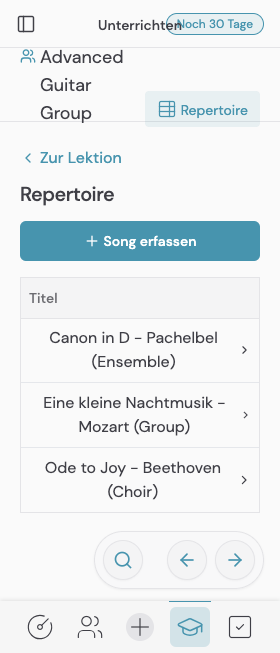 Unterrichten
Noch 30 Tage
Advanced
Guitar
Group
Repertoire
Zur Lektion
Repertoire
Song erfassen
Titel
Canon in D - Pachelbel
(Ensemble)
Eine kleine Nachtmusik -
Mozart (Group)
Ode to Joy - Beethoven
(Choir)